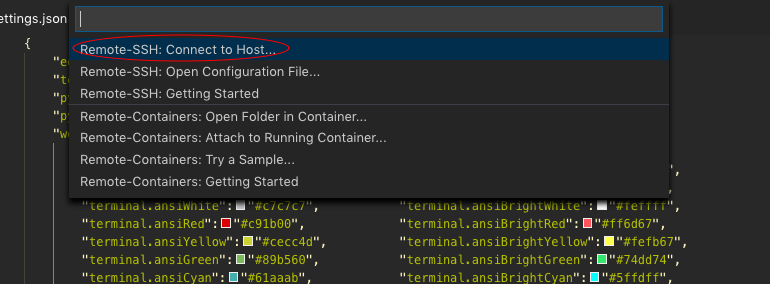 ettings.json
Remote-SSH: Connect to Host...
{
Remote-SSH: Open Configuration File...
Remote-SSH: Getting Started
Remote-Containers: Open Folder in Container...
Remote-Containers: Attach to Running Container...
Remote-Containers: Try a Sample...
Remote-Containers: Getting Started
"terminal.ansiWhite": "#c7c7c7", "terminal.ansiBrightWhite": "#feffff",
"terminal.ansiRed": "#c91b00", "terminal.ansiBrightRed": "#ff6d67",
"terminal.ansiYellow": "#cecc4d", "terminal.ansiBrightYellow": "#fefb67",
"terminal.ansiGreen": "#89b560", "terminal.ansiBrightGreen": "#74dd74",
"terminal.ansiCyan": "#61aaab", "terminal.ansiBrightCyan": "#5ffdff",